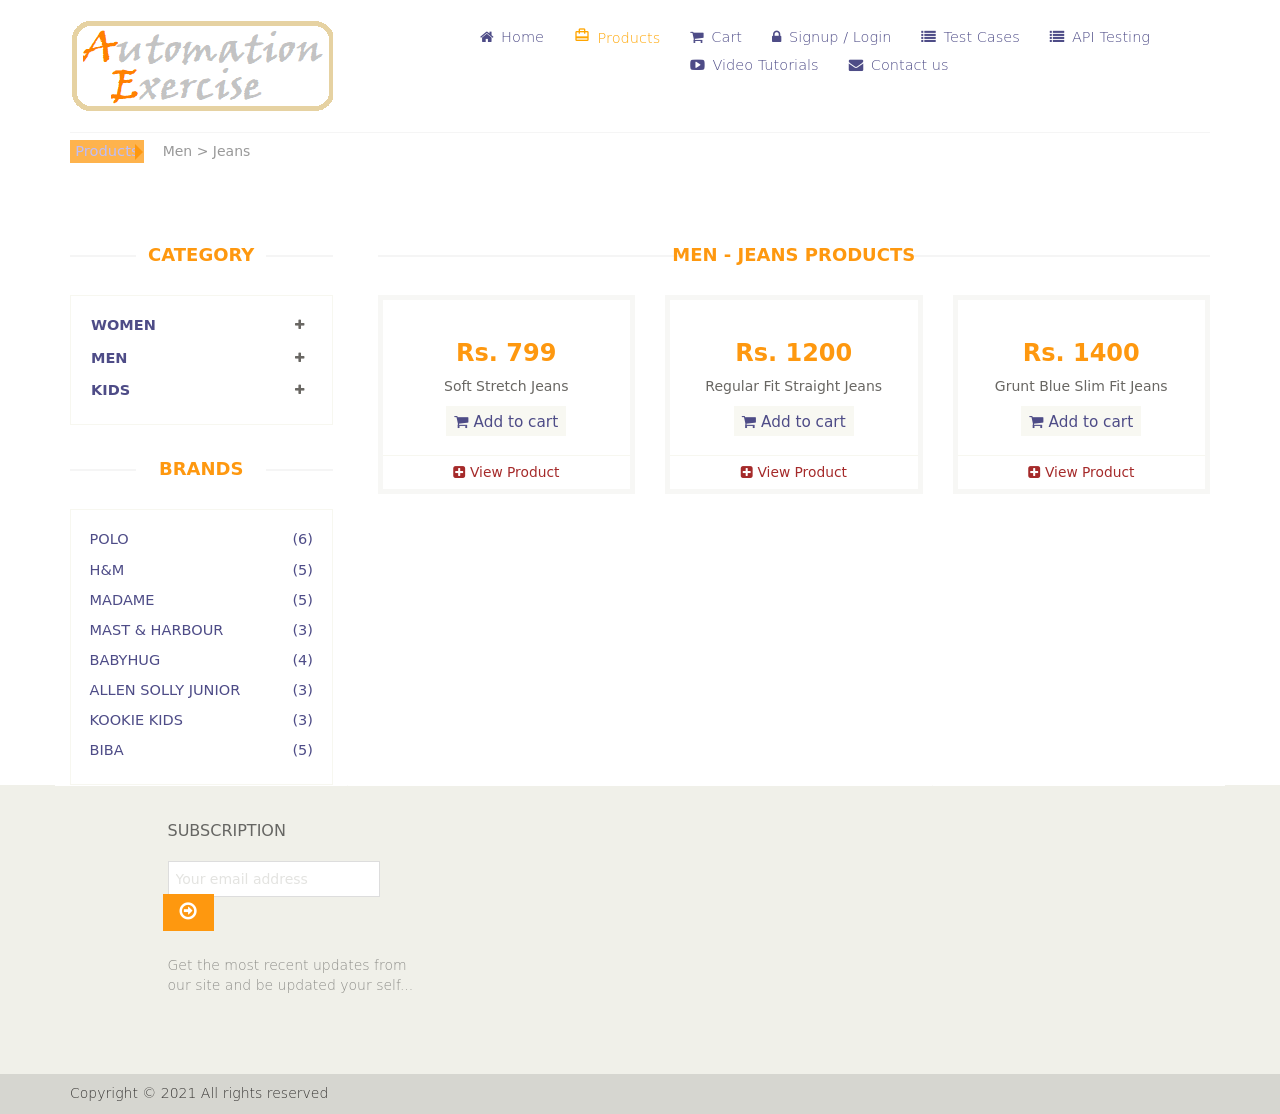 Automation
Exercise
Home
Products
Cart
Signup / Login
Test Cases
API Testing
Video Tutorials
Contact us
Products
Men > Jeans
CATEGORY
WOMEN
MEN
KIDS
BRANDS
POLO (6)
H&M (5)
MADAME (5)
MAST & HARBOUR (3)
BABYHUG (4)
ALLEN SOLLY JUNIOR (3)
KOOKIE KIDS (3)
BIBA (5)
MEN - JEANS PRODUCTS
Rs. 799
Soft Stretch Jeans
Add to cart
View Product
Rs. 1200
Regular Fit Straight Jeans
Add to cart
View Product
Rs. 1400
Grunt Blue Slim Fit Jeans
Add to cart
View Product
SUBSCRIPTION
Your email address
Get the most recent updates from
our site and be updated your self...
Copyright © 2021 All rights reserved